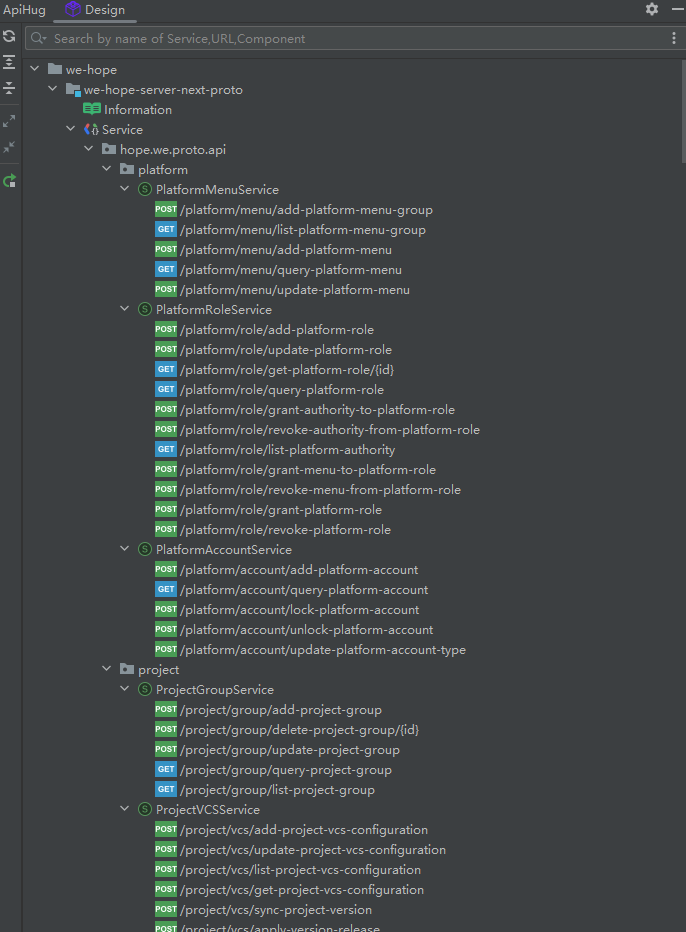 ApiHug Design
Search by name of Service,URL,Component
we-hope
we-hope-server-next-proto
Information
Service
hope.we.proto.api
platform
S PlatformMenuService
POST /platform/menu/add-platform-menu-group
GET /platform/menu/list-platform-menu-group
POST /platform/menu/add-platform-menu
GET /platform/menu/query-platform-menu
POST /platform/menu/update-platform-menu
S PlatformRoleService
POST /platform/role/add-platform-role
POST /platform/role/update-platform-role
GET /platform/role/get-platform-role/{id}
GET /platform/role/query-platform-role
POST /platform/role/grant-authority-to-platform-role
POST /platform/role/revoke-authority-from-platform-role
GET /platform/role/list-platform-authority
POST /platform/role/grant-menu-to-platform-role
POST /platform/role/revoke-menu-from-platform-role
POST /platform/role/grant-platform-role
POST /platform/role/revoke-platform-role
S PlatformAccountService
POST /platform/account/add-platform-account
GET /platform/account/query-platform-account
POST /platform/account/lock-platform-account
POST /platform/account/unlock-platform-account
POST /platform/account/update-platform-account-type
project
S ProjectGroupService
POST /project/group/add-project-group
POST /project/group/delete-project-group/{id}
POST /project/group/update-project-group
GET /project/group/query-project-group
GET /project/group/list-project-group
S ProjectVCSService
POST /project/vcs/add-project-vcs-configuration
POST /project/vcs/update-project-vcs-configuration
POST /project/vcs/list-project-vcs-configuration
POST /project/vcs/get-project-vcs-configuration
POST /project/vcs/sync-project-version
POST /project/vcs/apply-version-release